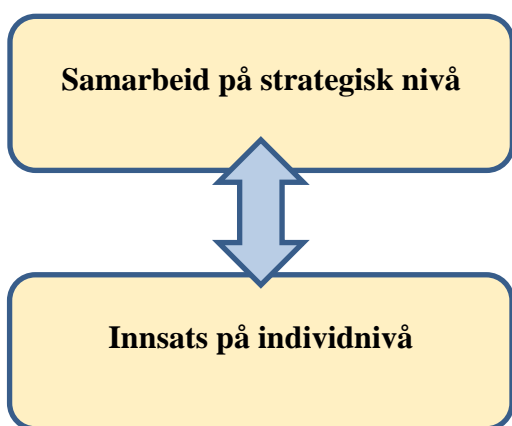 Samarbeid på strategisk nivå
Innsats på individnivå